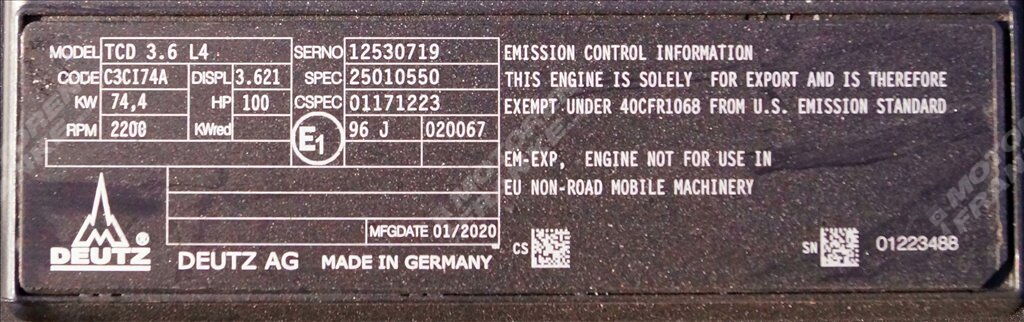 MODEL TCD 3.6 L4 SERNO 12530719
CODE C3CI74A DISPL 3.621 SPEC 25010550
KW 74,4 HP 100 CSPEC 01171223
RPM 2200 KWred E1 96 J 020067
EMISSION CONTROL INFORMATION
THIS ENGINE IS SOLELY FOR EXPORT AND IS THEREFORE
EXEMPT UNDER 40CFR1068 FROM U.S. EMISSION STANDARD.
EM-EXP, ENGINE NOT FOR USE IN
EU NON-ROAD MOBILE MACHINERY
MFGDATE 01/2020
DEUTZ®
DEUTZ AG MADE IN GERMANY
CS
SN 01223488